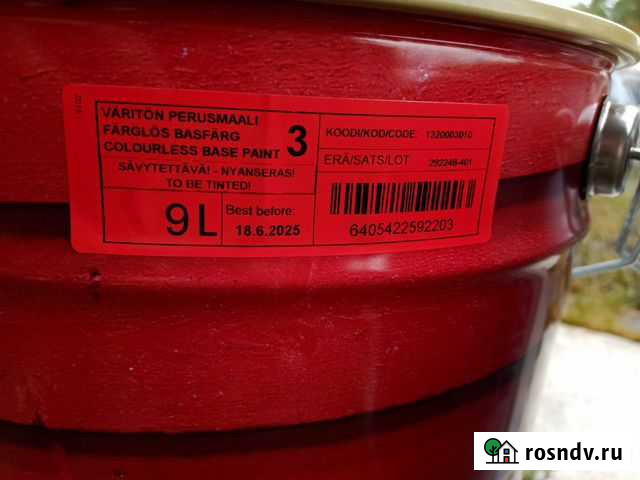 VÄRITÖN PERUSMAALI
FÄRGLÖS BASFÄRG
COLOURLESS BASE PAINT 3
SÄVYTETTÄVÄ! - NYANSERAS!
TO BE TINTED!
9 L
Best before:
18.6.2025
KOODI/KOD/CODE: 1320003010
ERÄ/SATS/LOT 292248-401
6405422592203
rosndv.ru